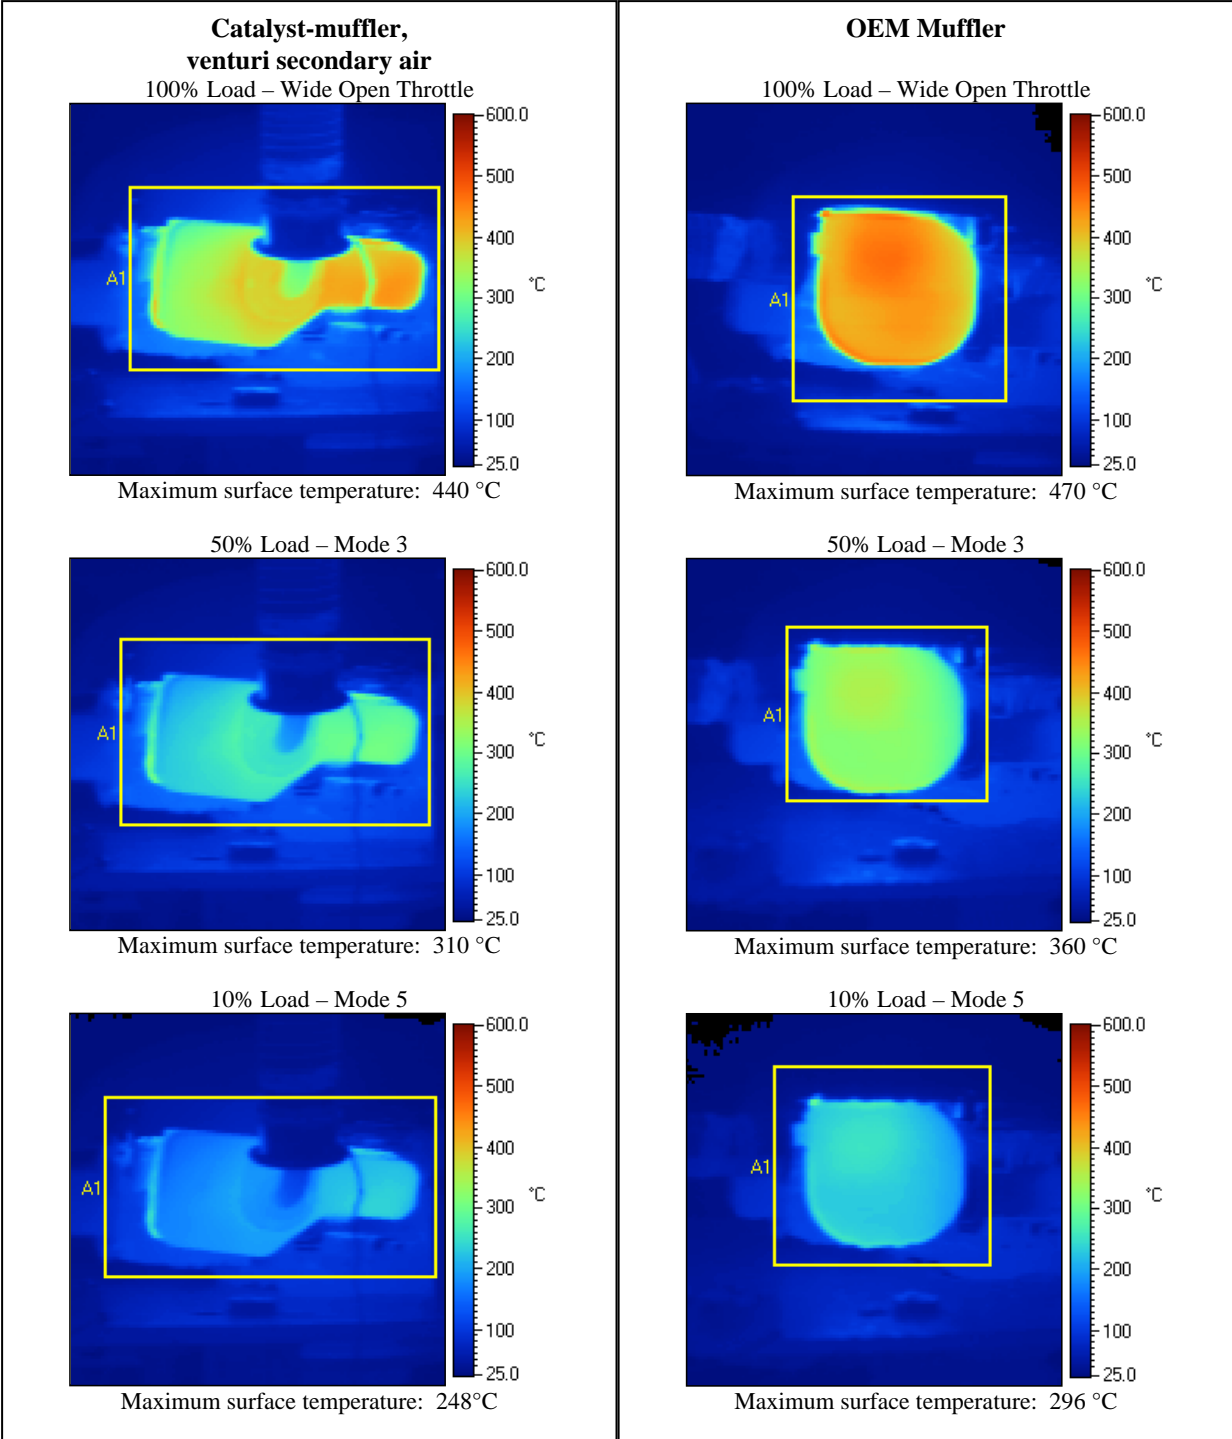 Catalyst-muffler,
venturi secondary air
100% Load – Wide Open Throttle
A1
600.0
500
400
300
200
100
25.0
°C
Maximum surface temperature:  440 °C
50% Load – Mode 3
A1
600.0
500
400
300
200
100
25.0
°C
Maximum surface temperature:  310 °C
10% Load – Mode 5
A1
600.0
500
400
300
200
100
25.0
°C
Maximum surface temperature:  248°C
OEM Muffler
100% Load – Wide Open Throttle
A1
600.0
500
400
300
200
100
25.0
°C
Maximum surface temperature:  470 °C
50% Load – Mode 3
A1
600.0
500
400
300
200
100
25.0
°C
Maximum surface temperature:  360 °C
10% Load – Mode 5
A1
600.0
500
400
300
200
100
25.0
°C
Maximum surface temperature:  296 °C